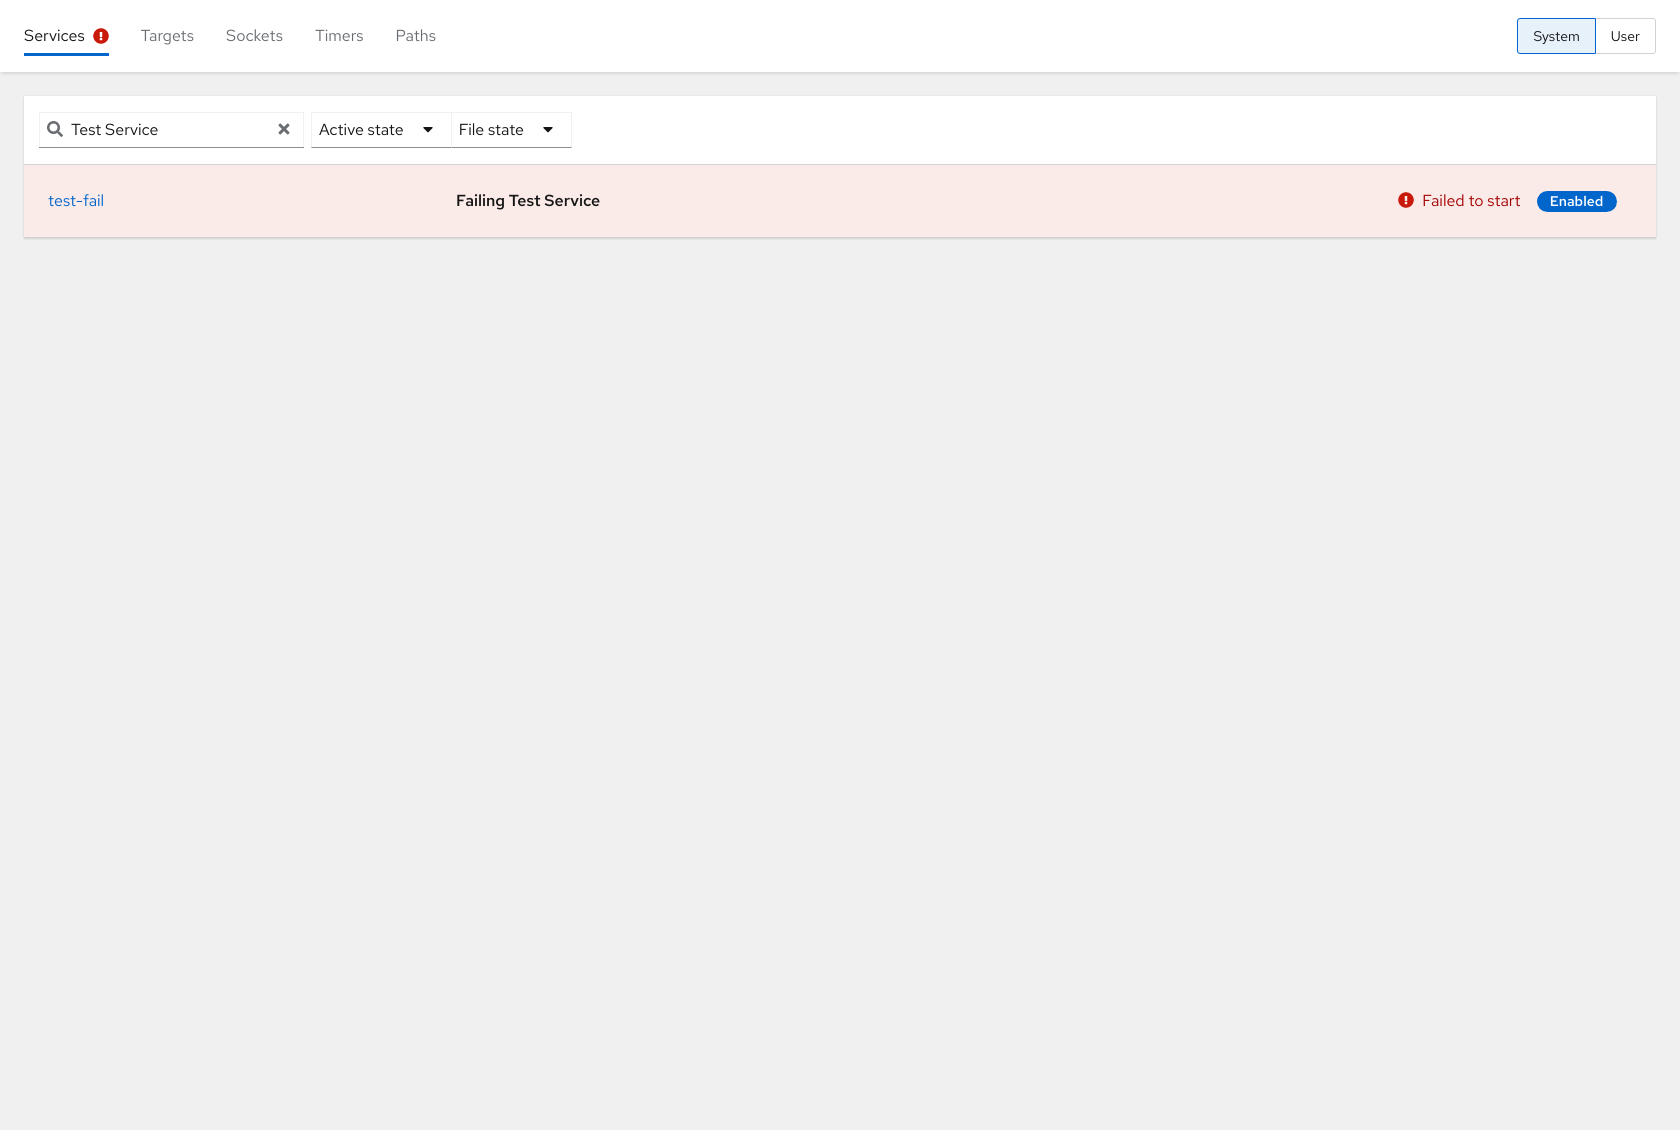 Services Targets Sockets Timers Paths System User
Test Service Active state File state
test-fail Failing Test Service Failed to start Enabled